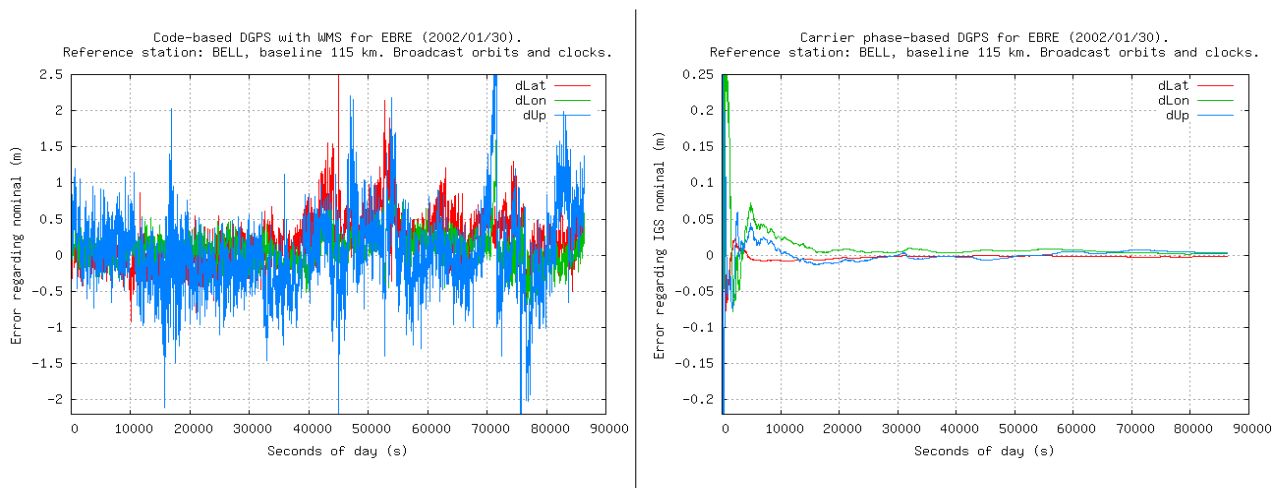 Code-based DGPS with WMS for EBRE (2002/01/30).
Reference station: BELL, baseline 115 km. Broadcast orbits and clocks.
2.5
2
1.5
1
0.5
0
-0.5
-1
-1.5
-2
Error regarding nominal (m)
dLat
dLon
dUp
0 10000 20000 30000 40000 50000 60000 70000 80000 90000
Seconds of day (s)
Carrier phase-based DGPS for EBRE (2002/01/30).
Reference station: BELL, baseline 115 km. Broadcast orbits and clocks.
0.25
0.2
0.15
0.1
0.05
0
-0.05
-0.1
-0.15
-0.2
Error regarding IGS nominal (m)
dLat
dLon
dUp
0 10000 20000 30000 40000 50000 60000 70000 80000 90000
Seconds of day (s)